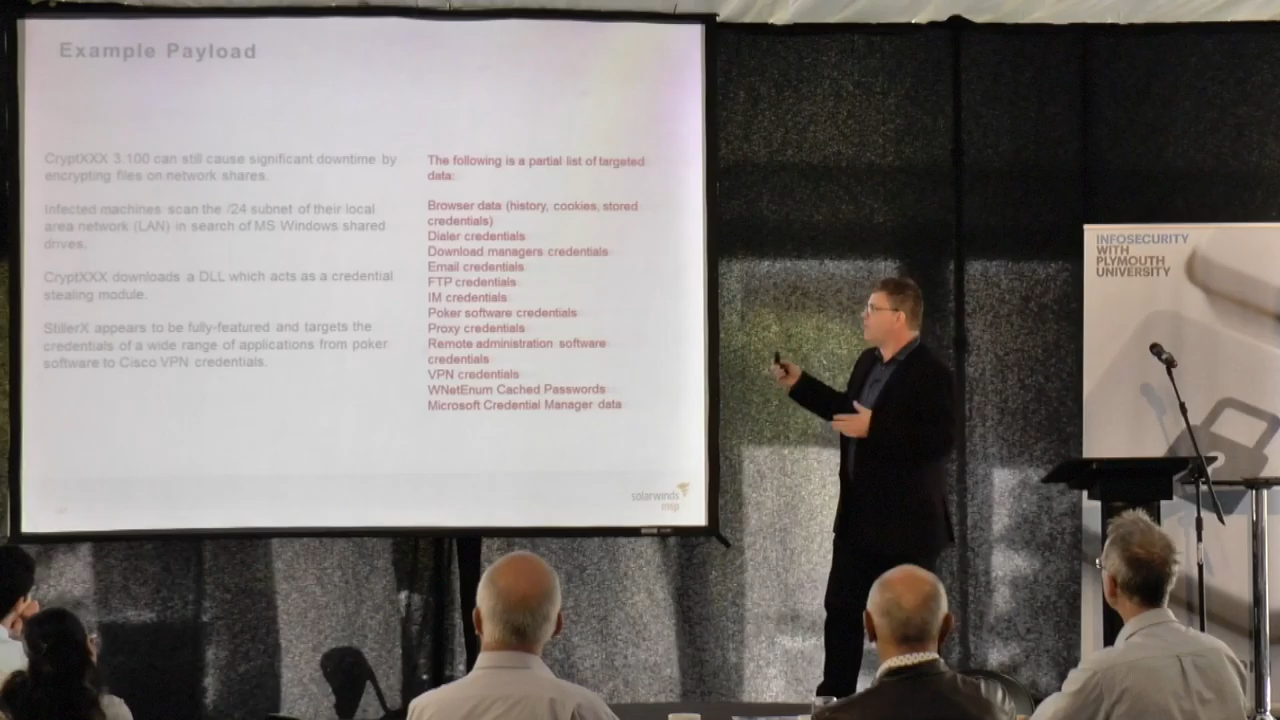 Example Payload
CryptXXX 3.100 can still cause significant downtime by
encrypting files on network shares.
Infected machines scan the /24 subnet of their local
area network (LAN) in search of MS Windows shared
drives.
CryptXXX downloads a DLL which acts as a credential
stealing module.
StillerX appears to be fully-featured and targets the
credentials of a wide range of applications from poker
software to Cisco VPN credentials.
The following is a partial list of targeted
data:
Browser data (history, cookies, stored
credentials)
Dialer credentials
Download managers credentials
Email credentials
FTP credentials
IM credentials
Poker software credentials
Proxy credentials
Remote administration software
credentials
VPN credentials
WNetEnum Cached Passwords
Microsoft Credential Manager data
solarwinds
msp
INFOSECURITY
WITH
PLYMOUTH
UNIVERSITY